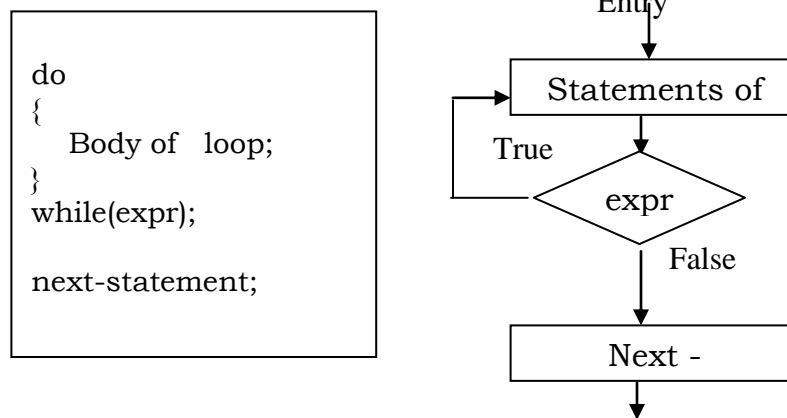 do
{
Body of loop;
}
while(expr);
next-statement;
Entry
Statements of
True
expr
False
Next -